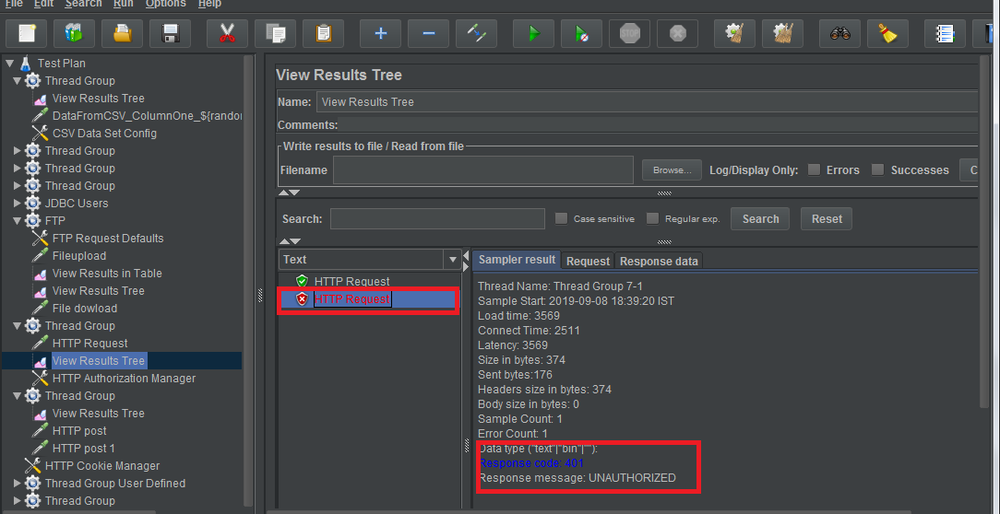 File Edit Search Run Options Help
STOP
Test Plan
Thread Group
View Results Tree
DataFromCSV_ColumnOne_${rando
CSV Data Set Config
Thread Group
Thread Group
Thread Group
JDBC Users
FTP
FTP Request Defaults
Fileupload
View Results in Table
View Results Tree
File dowload
Thread Group
HTTP Request
View Results Tree
HTTP Authorization Manager
Thread Group
View Results Tree
HTTP post
HTTP post 1
HTTP Cookie Manager
Thread Group User Defined
Thread Group
View Results Tree
Name: View Results Tree
Comments:
Write results to file / Read from file
Filename Browse... Log/Display Only: Errors Successes C
Search: Case sensitive Regular exp. Search Reset
Text
HTTP Request
HTTP Request
Sampler result Request Response data
Thread Name: Thread Group 7-1
Sample Start: 2019-09-08 18:39:20 IST
Load time: 3569
Connect Time: 2511
Latency: 3569
Size in bytes: 374
Sent bytes:176
Headers size in bytes: 374
Body size in bytes: 0
Sample Count: 1
Error Count: 1
Data type ("text"|"bin"|""):
Response code: 401
Response message: UNAUTHORIZED